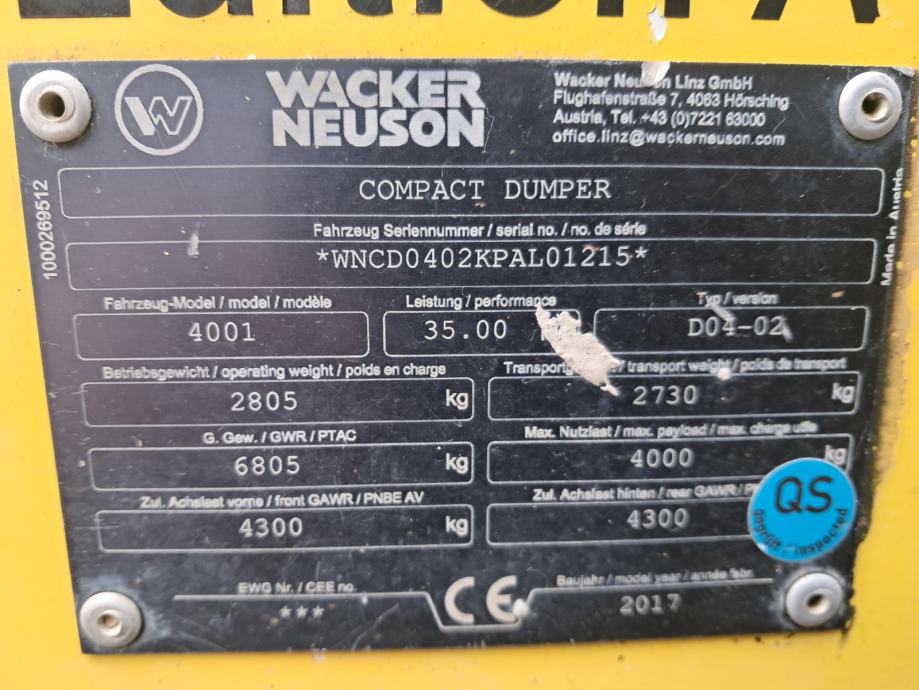 WACKER
NEUSON
Wacker Neuson Linz GmbH
Flughafenstraße 7, 4063 Hörsching
Austria, Tel. +43 (0)7221 63000
office.linz@wackerneuson.com
COMPACT DUMPER
1000269512
Made in Austria
Fahrzeug Seriennummer / serial no. / no. de série
*WNCD0402KPAL01215*
Fahrzeug-Model / model / modèle
4001
Leistung / performance
35.00
Typ / version
D04-02
Betriebsgewicht / operating weight / poids en charge
2805 kg
/ transport weight / poids de transport
2730 kg
G. Gew. / GWR / PTAC
6805 kg
Max. Nutzlast / max. payload / max. charge utile
4000 kg
Zul. Achslast vorne / front GAWR / PNBE AV
4300 kg
Zul. Achslast hinten / rear GAWR /
4300
QS
geprüft / inspected
EWG Nr. / CEE no.
***
CE
Baujahr / model year / année fabr.
2017